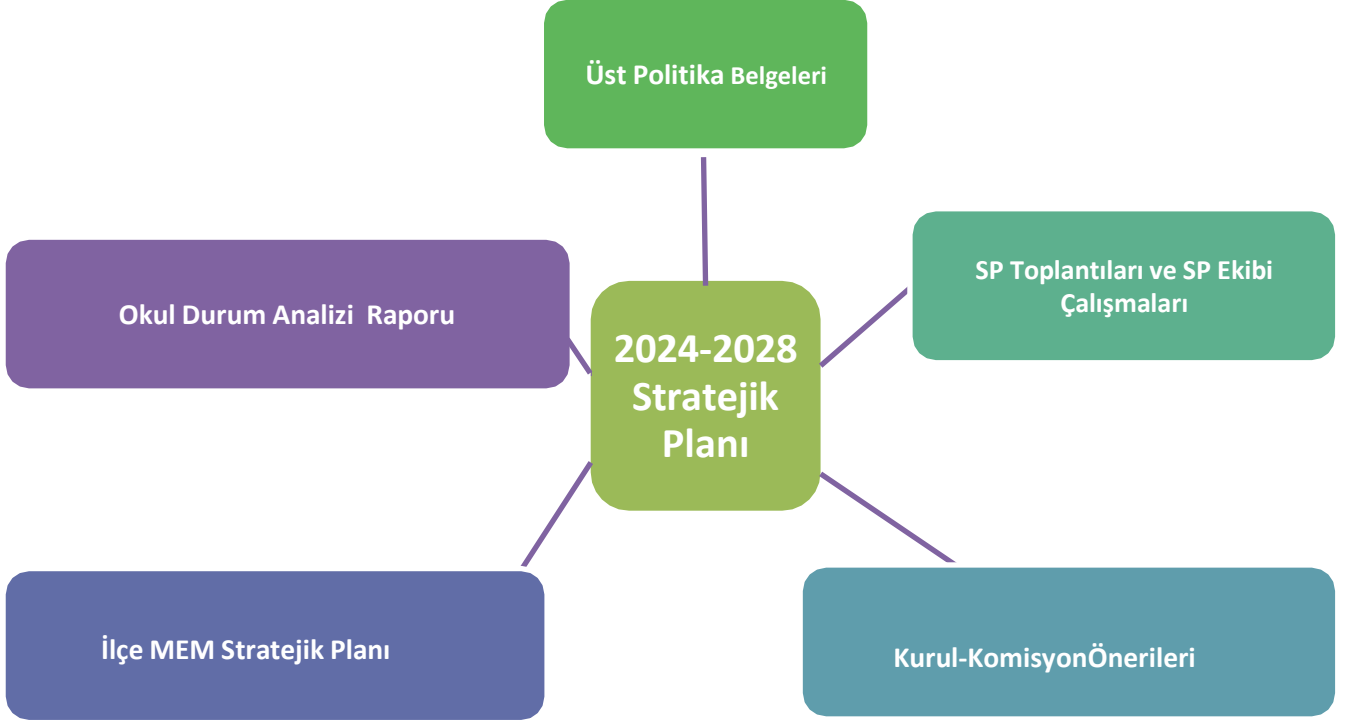 Üst Politika Belgeleri
SP Toplantıları ve SP Ekibi
Çalışmaları
Okul Durum Analizi  Raporu
2024-2028
Stratejik
Planı
İlçe MEM Stratejik Planı
Kurul-KomisyonÖnerileri